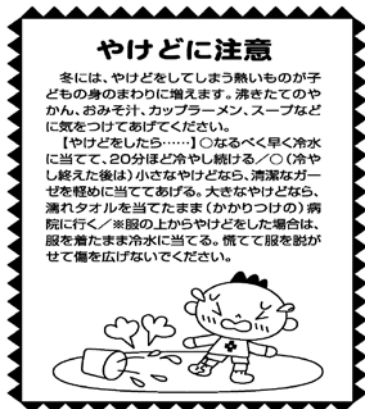 やけどに注意
冬には、やけどをしてしまう熱いものが子
どもの身のまわりに増えます。沸きたてのや
かん、おみそ汁、カップラーメン、スープなど
に気をつけてあげてください。
【やけどをしたら……】○なるべく早く冷水
に当てて、20分ほど冷やし続ける／○（冷や
し終えた後は）小さなやけどなら、清潔なガー
ゼを軽めに当ててあげる。大きなやけどなら、
濡れタオルを当てたまま（かかりつけの）病
院に行く／※服の上からやけどをした場合は、
服を着たまま冷水に当てる。慌てて服を脱が
せて傷を広げないでください。